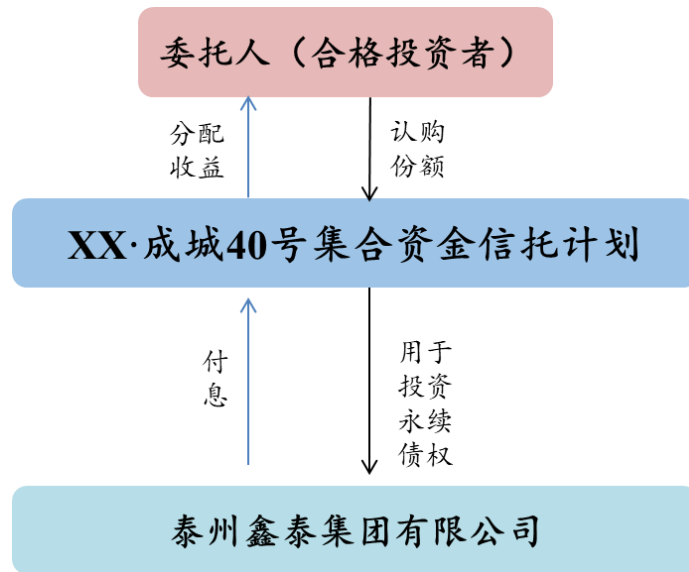 委托人（合格投资者）
分配
收益
认购
份额
XX·成城40号集合资金信托计划
付
息
用于
投资
永续
债权
泰州鑫泰集团有限公司